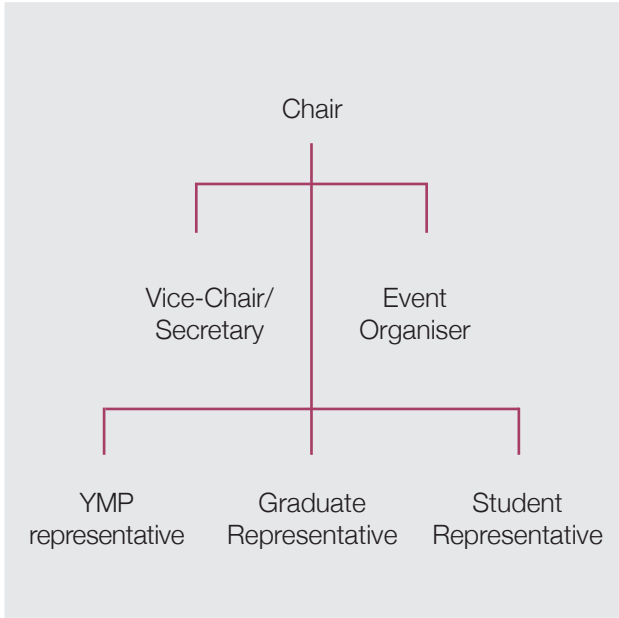 Chair
Vice-Chair/
Secretary
Event
Organiser
YMP
representative
Graduate
Representative
Student
Representative